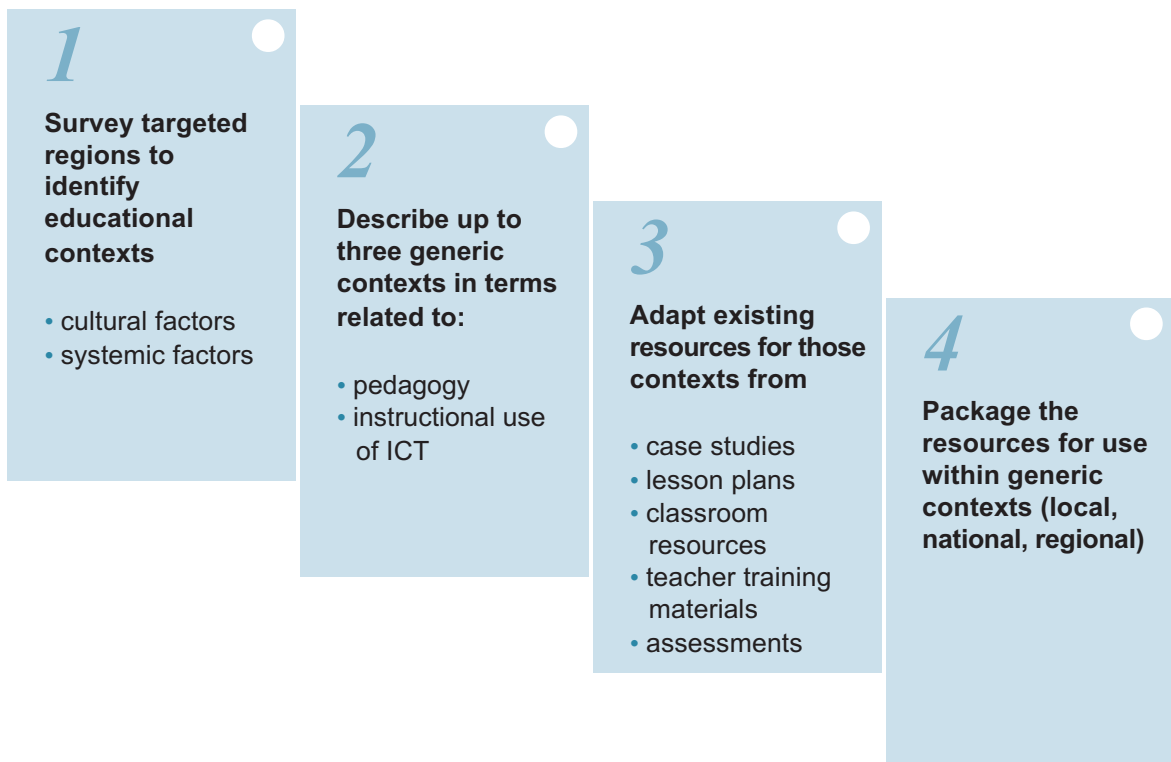 1
Survey targeted
regions to
identify
educational
contexts
• cultural factors
• systemic factors
2
Describe up to
three generic
contexts in terms
related to:
• pedagogy
• instructional use
of ICT
3
Adapt existing
resources for those
contexts from
• case studies
• lesson plans
• classroom
resources
• teacher training
materials
• assessments
4
Package the
resources for use
within generic
contexts (local,
national, regional)